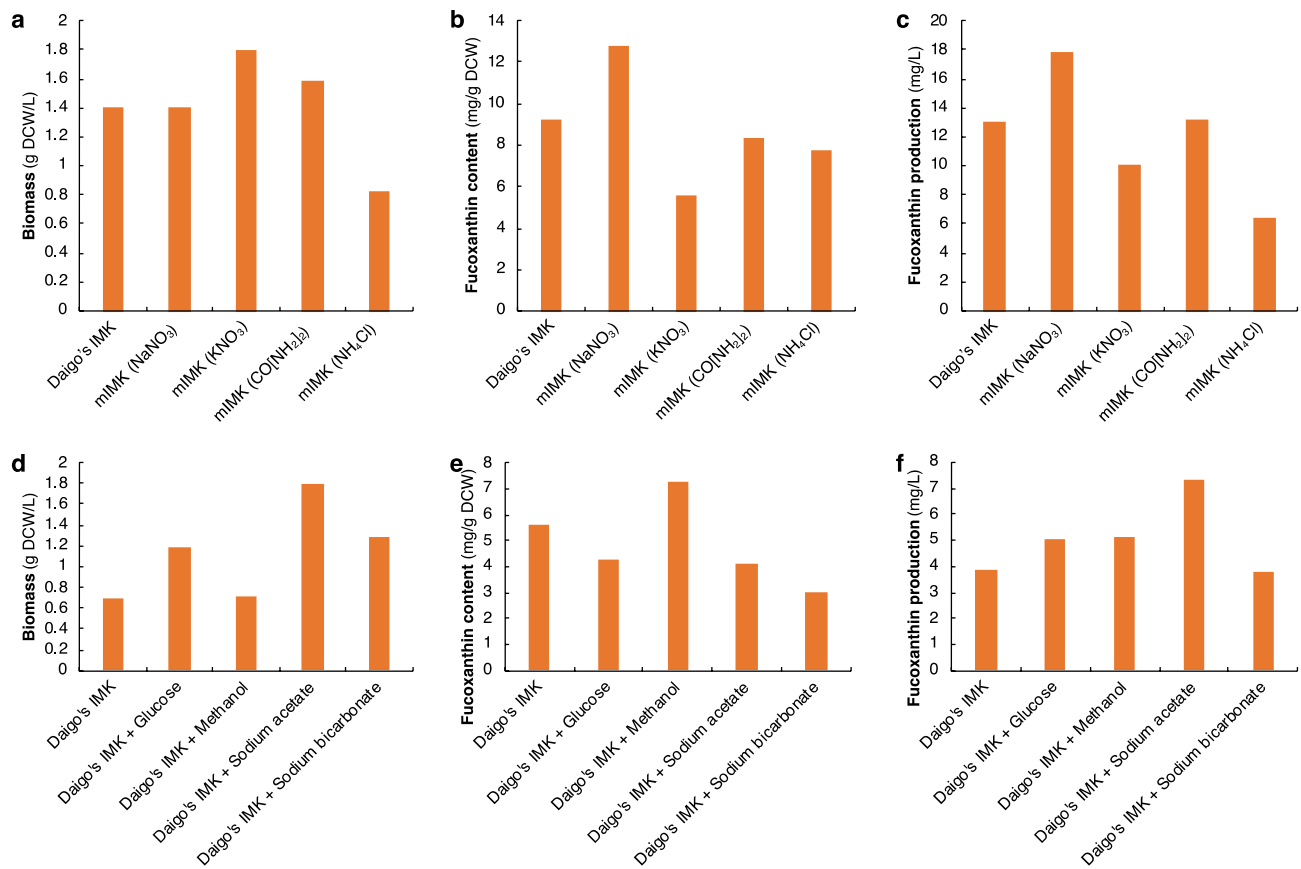 a
Biomass (g DCW/L)
2
1.8
1.6
1.4
1.2
1
0.8
0.6
0.4
0.2
0
Daigo's IMK
mIMK (NaNO₃)
mIMK (KNO₃)
mIMK (CO[NH₂]₂)
mIMK (NH₄Cl)
b
Fucoxanthin content (mg/g DCW)
14
12
10
8
6
4
2
0
Daigo's IMK
mIMK (NaNO₃)
mIMK (KNO₃)
mIMK (CO[NH₂]₂)
mIMK (NH₄Cl)
c
Fucoxanthin production (mg/L)
20
18
16
14
12
10
8
6
4
2
0
Daigo's IMK
mIMK (NaNO₃)
mIMK (KNO₃)
mIMK (CO[NH₂]₂)
mIMK (NH₄Cl)
d
Biomass (g DCW/L)
2
1.8
1.6
1.4
1.2
1
0.8
0.6
0.4
0.2
0
Daigo's IMK
Daigo's IMK + Glucose
Daigo's IMK + Methanol
Daigo's IMK + Sodium acetate
Daigo's IMK + Sodium bicarbonate
e
Fucoxanthin content (mg/g DCW)
8
7
6
5
4
3
2
1
0
Daigo's IMK
Daigo's IMK + Glucose
Daigo's IMK + Methanol
Daigo's IMK + Sodium acetate
Daigo's IMK + Sodium bicarbonate
f
Fucoxanthin production (mg/L)
8
7
6
5
4
3
2
1
0
Daigo's IMK
Daigo's IMK + Glucose
Daigo's IMK + Methanol
Daigo's IMK + Sodium acetate
Daigo's IMK + Sodium bicarbonate